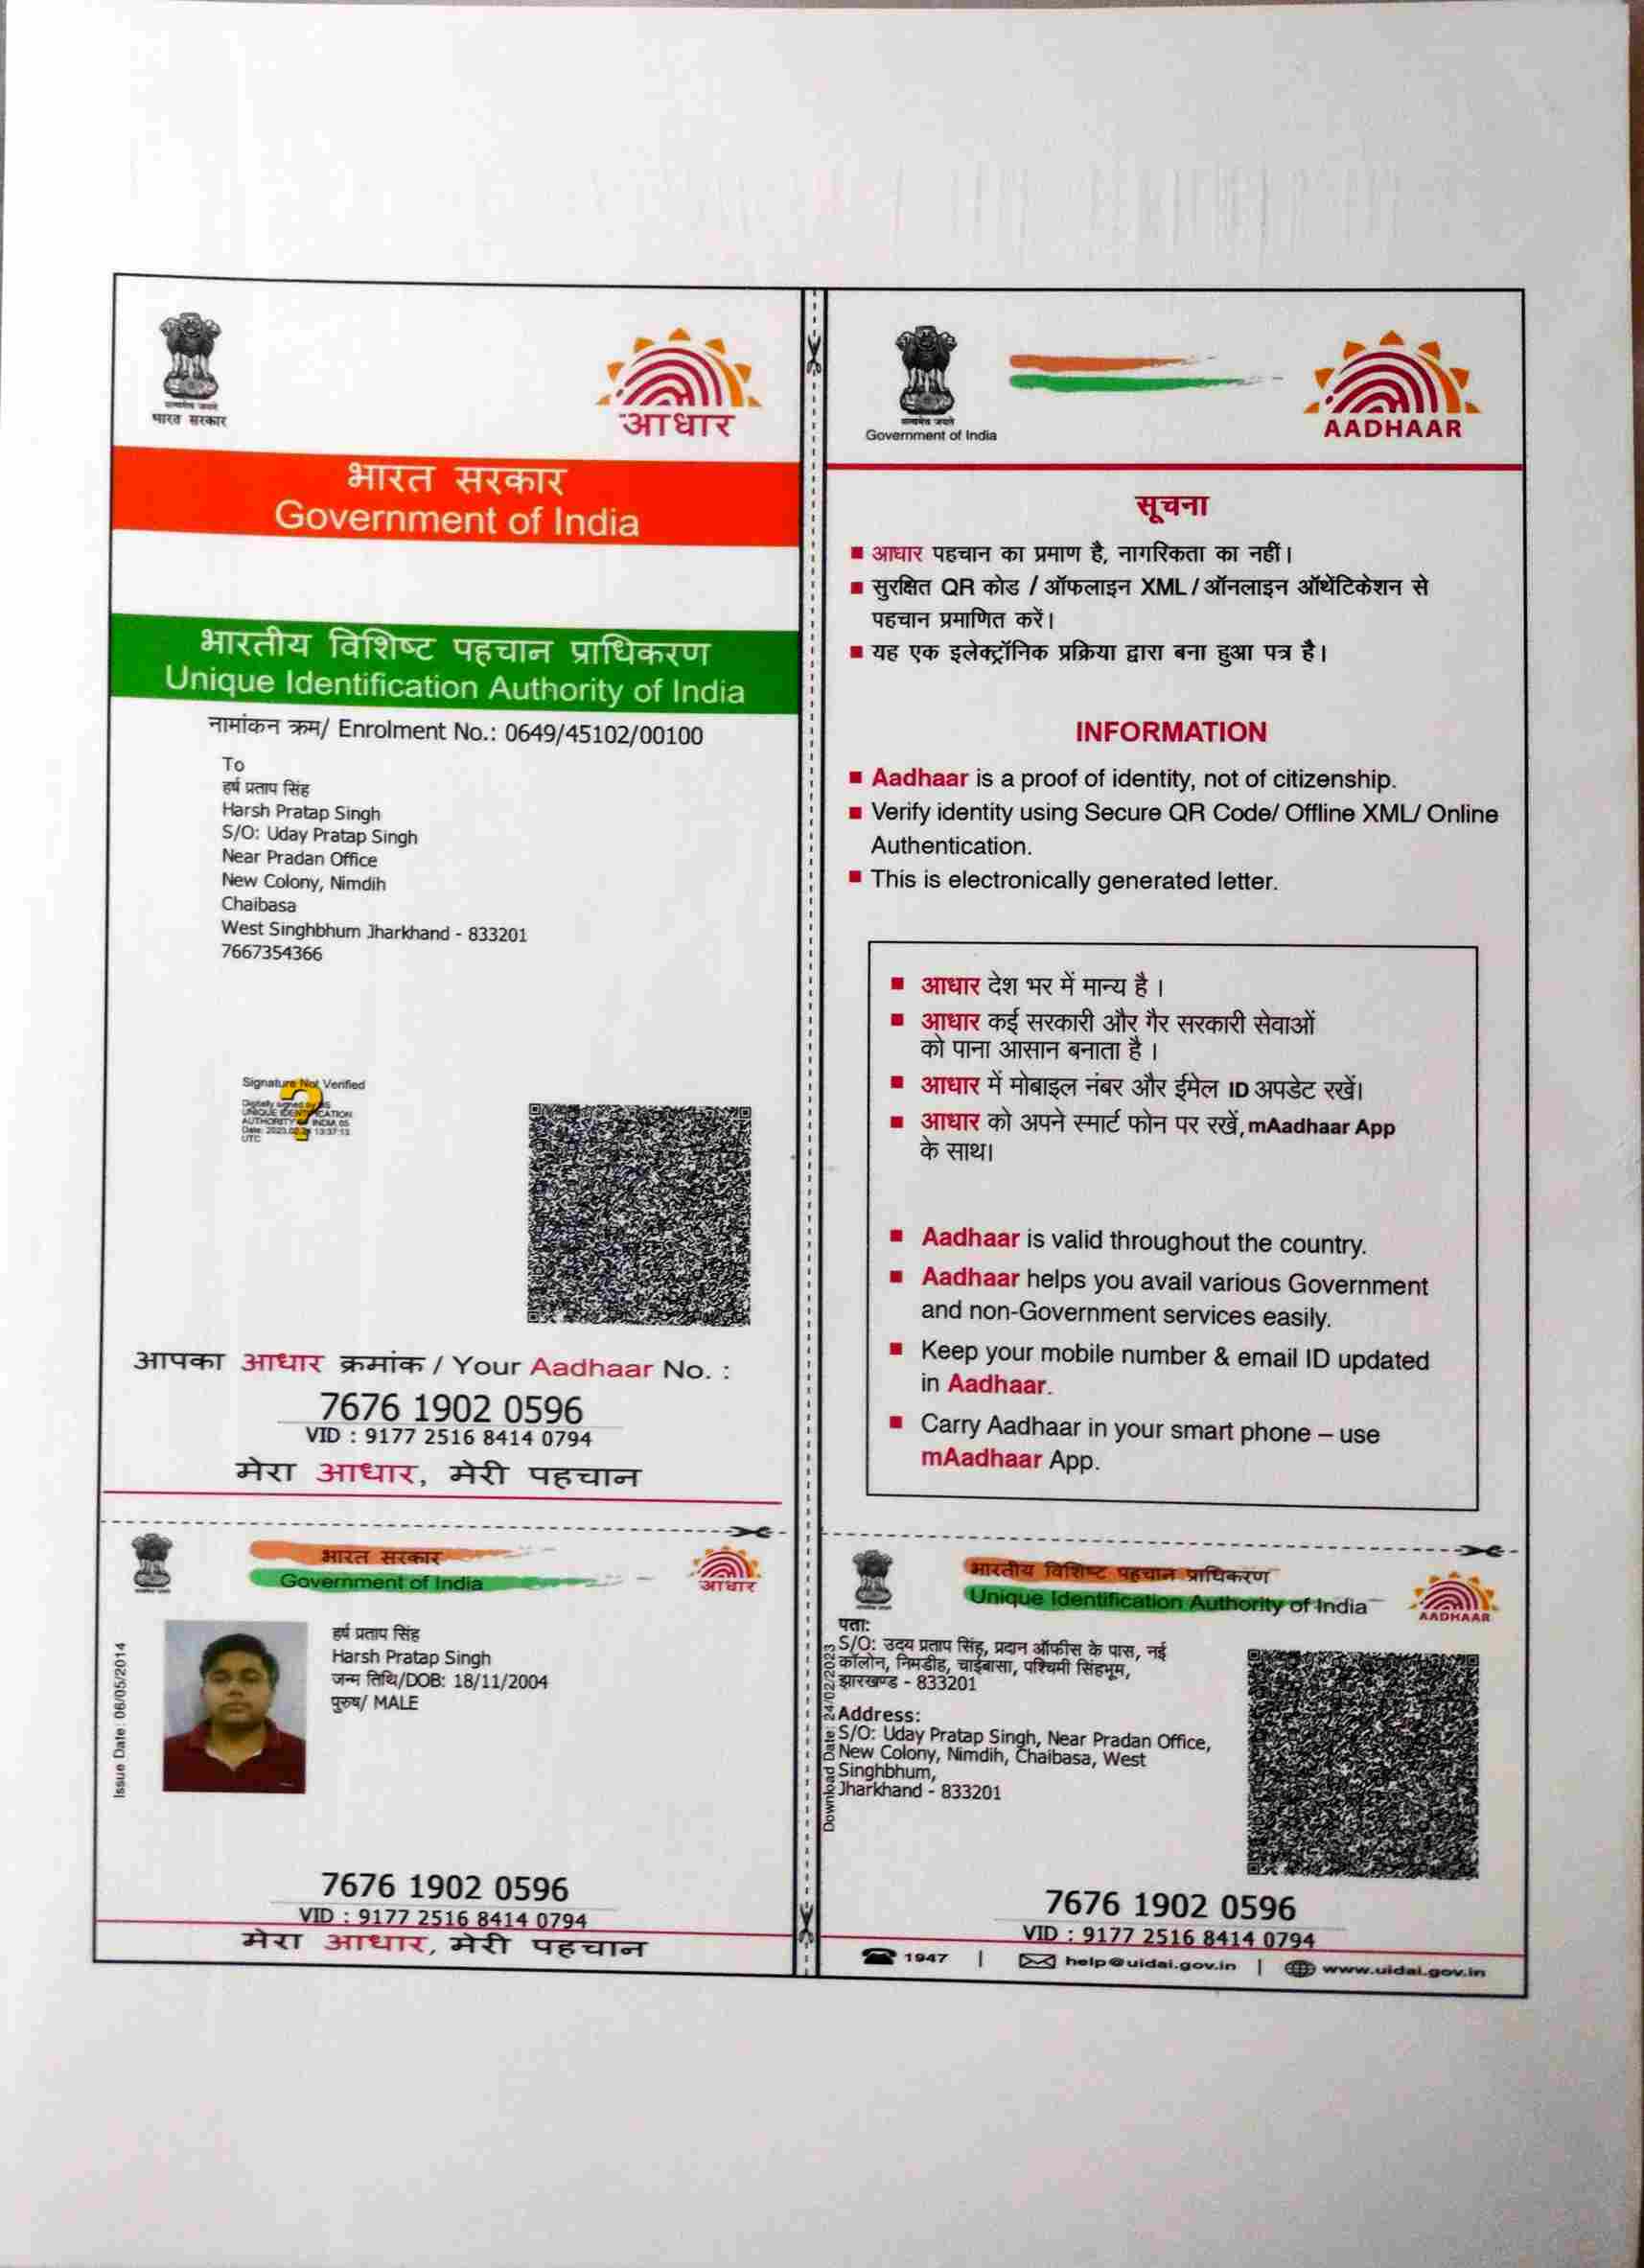 सत्यमेव जयते
भारत सरकार
आधार
भारत सरकार
Government of India
भारतीय विशिष्ट पहचान प्राधिकरण
Unique Identification Authority of India
नामांकन क्रम/ Enrolment No.: 0649/45102/00100
To
हर्ष प्रताप सिंह
Harsh Pratap Singh
S/O: Uday Pratap Singh
Near Pradan Office
New Colony, Nimdih
Chaibasa
West Singhbhum Jharkhand - 833201
7667354366
Signature Not Verified
Digitally signed by
UNIQUE IDENTIFICATION
AUTHORITY INDIA 05
UTC
आपका आधार क्रमांक / Your Aadhaar No. :
7676 1902 0596
VID : 9177 2516 8414 0794
मेरा आधार, मेरी पहचान
सत्यमेव जयते
Government of India
AADHAAR
सूचना
■ आधार पहचान का प्रमाण है, नागरिकता का नहीं।
■ सुरक्षित QR कोड / ऑफलाइन XML / ऑनलाइन ऑथेंटिकेशन से
पहचान प्रमाणित करें।
■ यह एक इलेक्ट्रॉनिक प्रक्रिया द्वारा बना हुआ पत्र है।
INFORMATION
■ Aadhaar is a proof of identity, not of citizenship.
■ Verify identity using Secure QR Code/ Offline XML/ Online
Authentication.
■ This is electronically generated letter.
■ आधार देश भर में मान्य है ।
■ आधार कई सरकारी और गैर सरकारी सेवाओं
को पाना आसान बनाता है ।
■ आधार में मोबाइल नंबर और ईमेल ID अपडेट रखें।
■ आधार को अपने स्मार्ट फोन पर रखें, mAadhaar App
के साथ।
■ Aadhaar is valid throughout the country.
■ Aadhaar helps you avail various Government
and non-Government services easily.
■ Keep your mobile number & email ID updated
in Aadhaar.
■ Carry Aadhaar in your smart phone – use
mAadhaar App.
भारत सरकार
Government of India
आधार
Issue Date: 06/05/2014
हर्ष प्रताप सिंह
Harsh Pratap Singh
जन्म तिथि/DOB: 18/11/2004
पुरुष/ MALE
7676 1902 0596
VID : 9177 2516 8414 0794
मेरा आधार, मेरी पहचान
भारतीय विशिष्ट पहचान प्राधिकरण
Unique Identification Authority of India
AADHAAR
Download Date: 24/02/2023
पता:
S/O: उदय प्रताप सिंह, प्रदान ऑफीस के पास, नई
कॉलोन, निमडीह, चाईबासा, पश्चिमी सिंहभूम,
झारखण्ड - 833201
Address:
S/O: Uday Pratap Singh, Near Pradan Office,
New Colony, Nimdih, Chaibasa, West
Singhbhum,
Jharkhand - 833201
7676 1902 0596
VID : 9177 2516 8414 0794
1947 | help@uidai.gov.in | www.uidai.gov.in